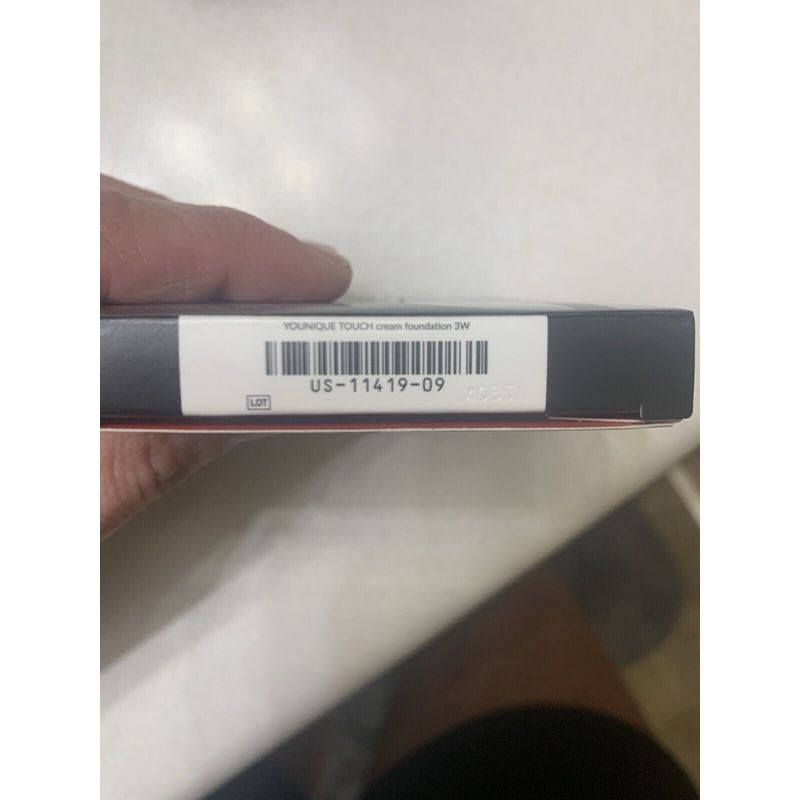 YOUNIQUE TOUCH cream foundation 3W
US-11419-09
LOT